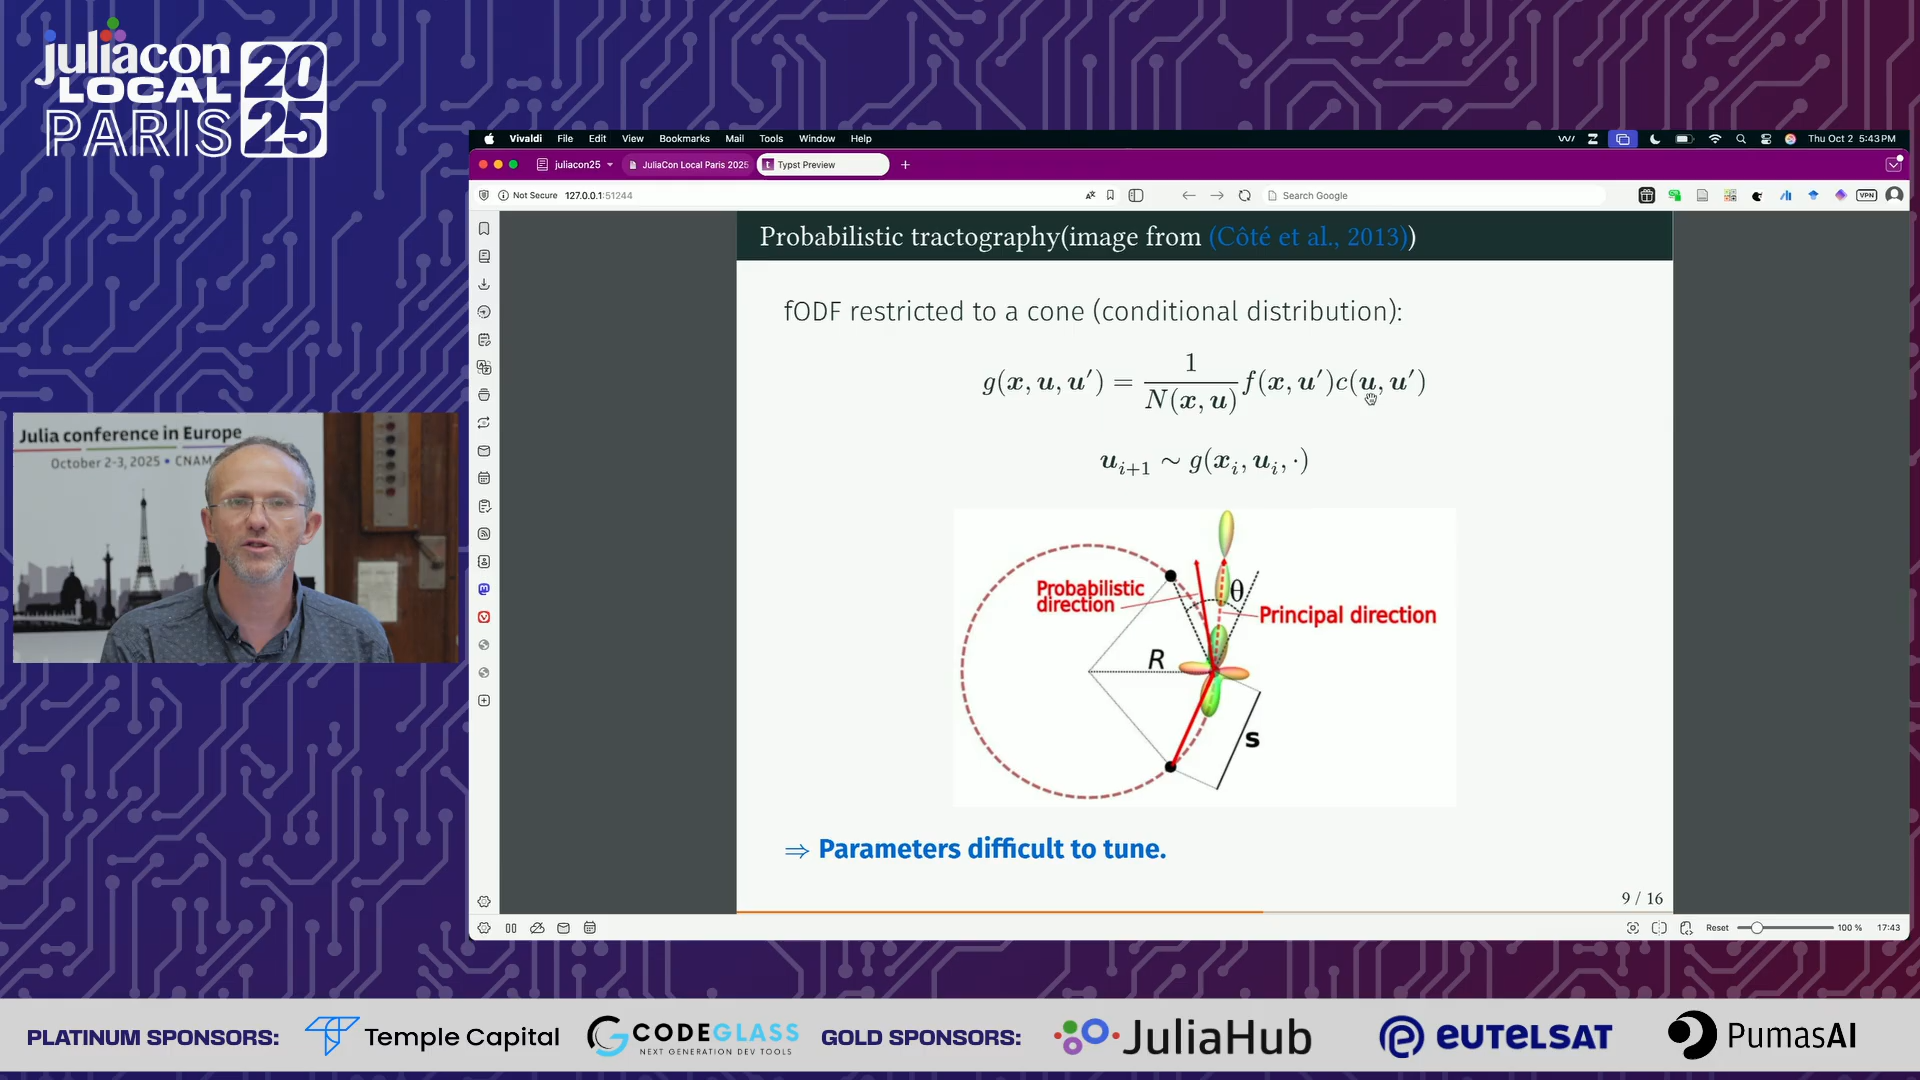 juliacon
LOCAL
PARIS
20
25
Vivaldi File Edit View Bookmarks Mail Tools Window Help
Thu Oct 2 5:43 PM
juliacon25
JuliaCon Local Paris 2025
Typst Preview
Not Secure 127.0.0.1:51244
Search Google
VPN
Probabilistic tractography(image from (Côté et al., 2013))
fODF restricted to a cone (conditional distribution):
g(x, u, u′) = 1/N(x, u) f(x, u′)c(u, u′)
uᵢ₊₁ ~ g(xᵢ, uᵢ, ·)
Probabilistic
direction
θ
Principal direction
R
s
⇒ Parameters difficult to tune.
9 / 16
Reset 100 % 17:43
Julia conference in Europe
October 2-3, 2025 • CNAM
PLATINUM SPONSORS: Temple Capital CODEGLASS
NEXT GENERATION DEV TOOLS
GOLD SPONSORS: JuliaHub EUTELSAT PumasAI